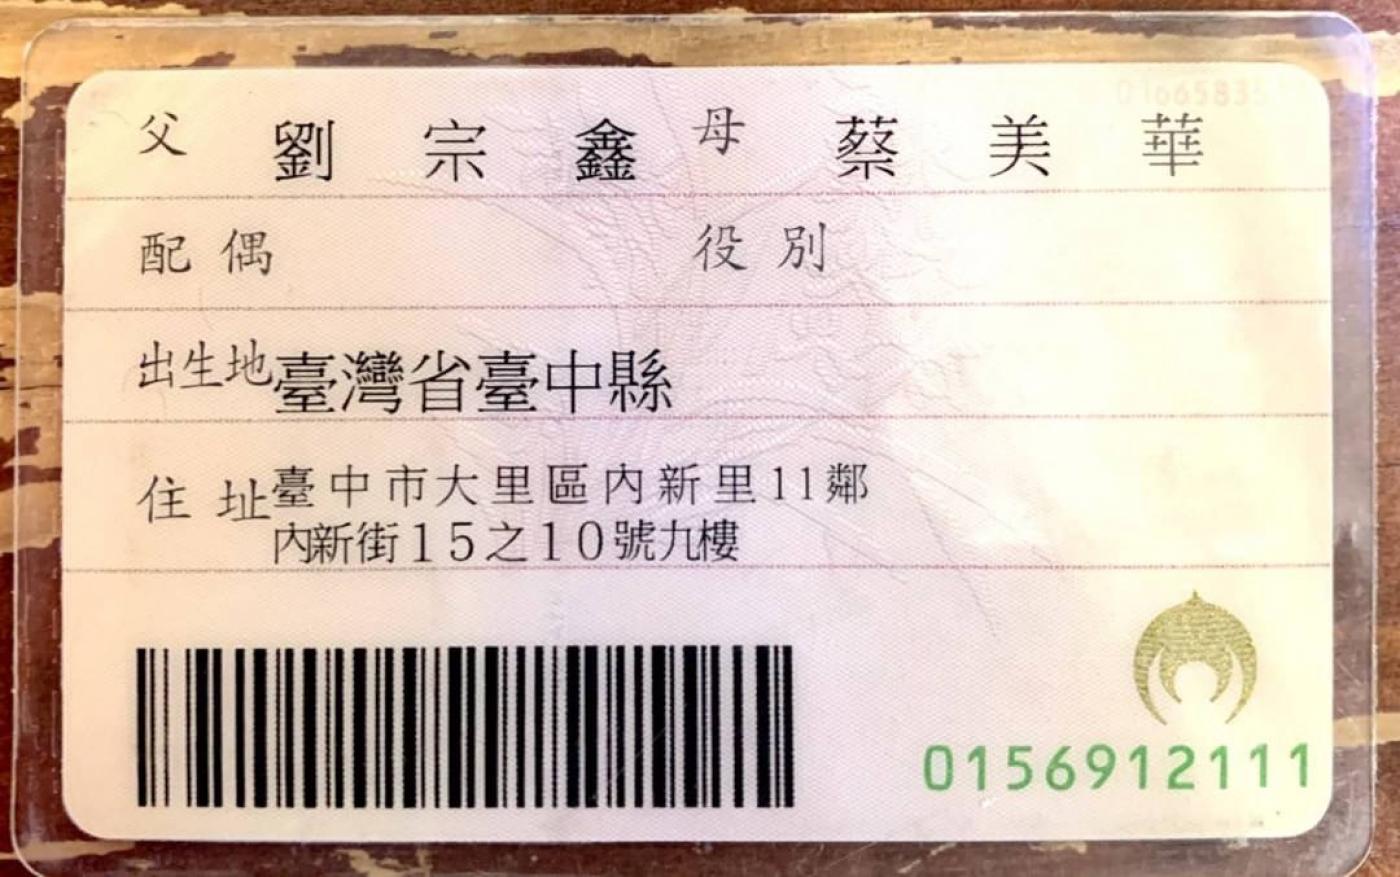 父 劉宗鑫 母 蔡美華
配偶 役別
出生地 臺灣省臺中縣
住址 臺中市大里區內新里11鄰
內新街15之10號九樓
0156912111